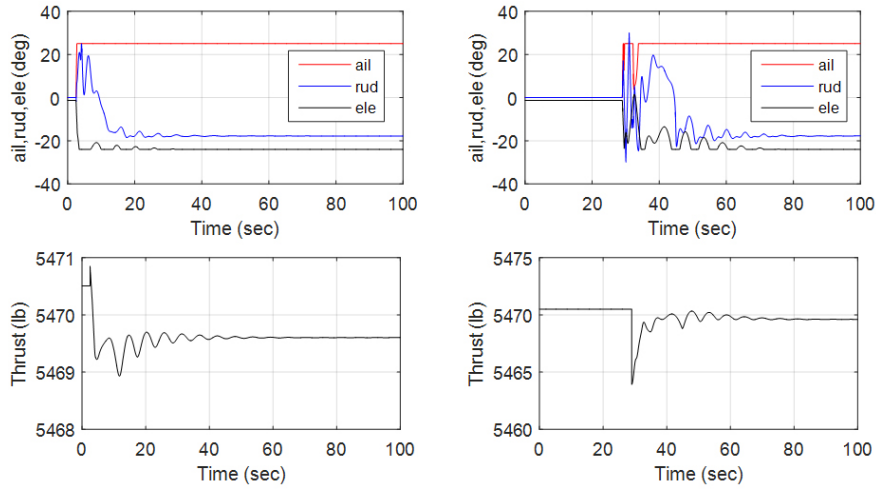 40
20
0
-20
-40
ail,rud,ele (deg)
ail
rud
ele
0 20 40 60 80 100
Time (sec)
40
20
0
-20
-40
ail,rud,ele (deg)
ail
rud
ele
0 20 40 60 80 100
Time (sec)
5471
5470
5469
5468
Thrust (lb)
0 20 40 60 80 100
Time (sec)
5475
5470
5465
5460
Thrust (lb)
0 20 40 60 80 100
Time (sec)